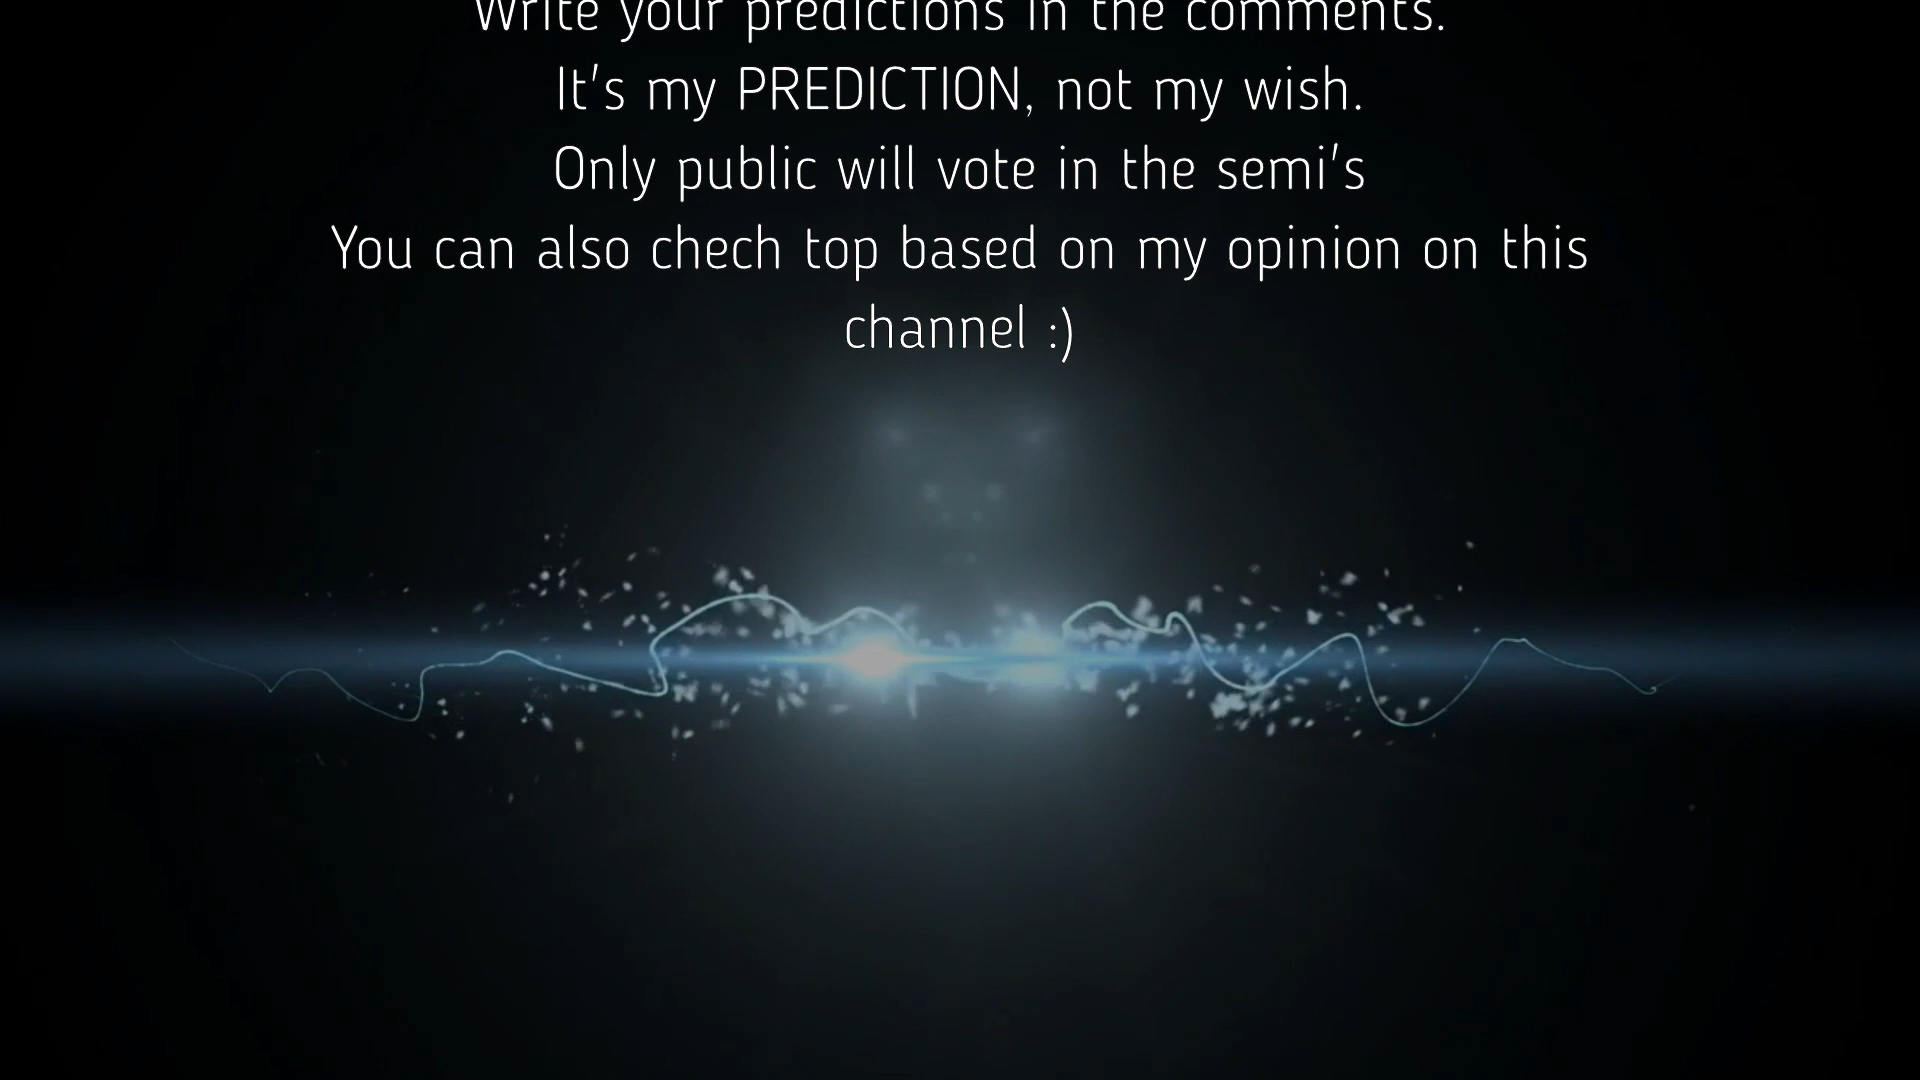 Write your predictions in the comments.
It's my PREDICTION, not my wish.
Only public will vote in the semi's
You can also chech top based on my opinion on this
channel :)